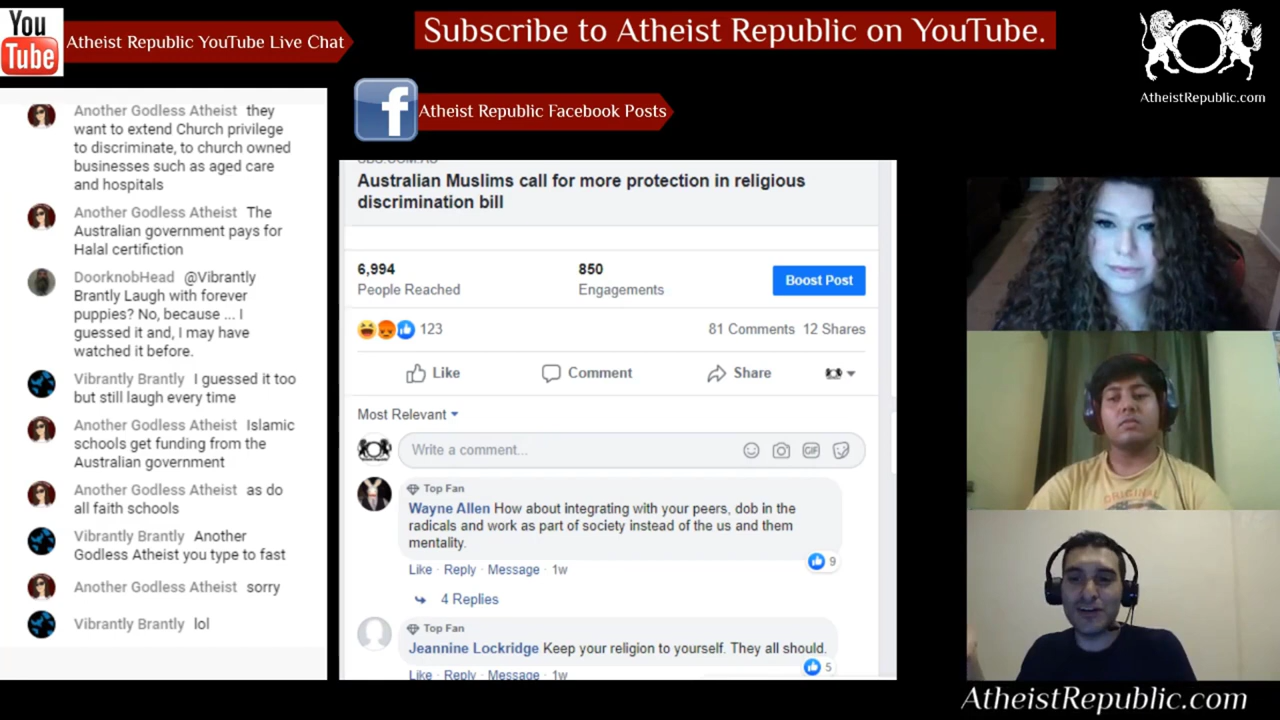 You
Tube
Atheist Republic YouTube Live Chat
Subscribe to Atheist Republic on YouTube.
AtheistRepublic.com
f
Atheist Republic Facebook Posts
Another Godless Atheist they
want to extend Church privilege
to discriminate, to church owned
businesses such as aged care
and hospitals
Another Godless Atheist The
Australian government pays for
Halal certifiction
DoorknobHead @Vibrantly
Brantly Laugh with forever
puppies? No, because ... I
guessed it and, I may have
watched it before.
Vibrantly Brantly I guessed it too
but still laugh every time
Another Godless Atheist Islamic
schools get funding from the
Australian government
Another Godless Atheist as do
all faith schools
Vibrantly Brantly Another
Godless Atheist you type to fast
Another Godless Atheist sorry
Vibrantly Brantly lol
SBS.COM.AU
Australian Muslims call for more protection in religious
discrimination bill
6,994
People Reached
850
Engagements
Boost Post
123
81 Comments 12 Shares
Like
Comment
Share
Most Relevant
Write a comment...
GIF
Top Fan
Wayne Allen How about integrating with your peers, dob in the
radicals and work as part of society instead of the us and them
mentality.
9
Like · Reply · Message · 1w
4 Replies
Top Fan
Jeannine Lockridge Keep your religion to yourself. They all should.
5
Like · Reply · Message · 1w
ORIGINAL
AtheistRepublic.com